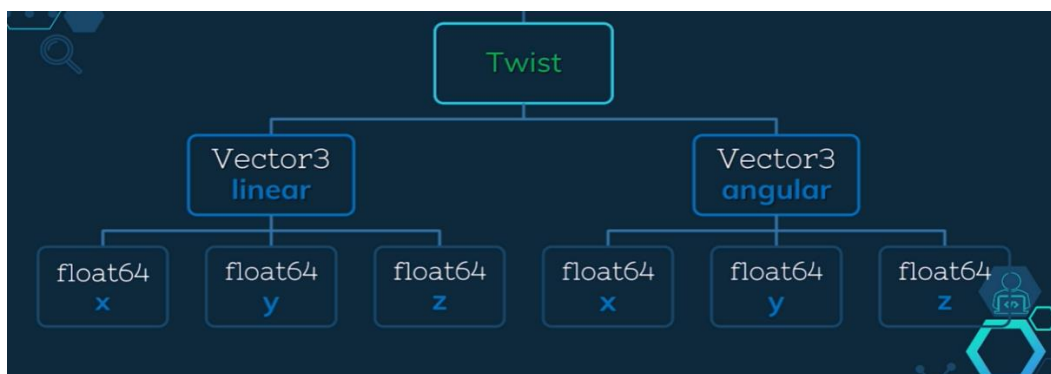 Twist
Vector3
linear
Vector3
angular
float64
x
float64
y
float64
z
float64
x
float64
y
float64
z